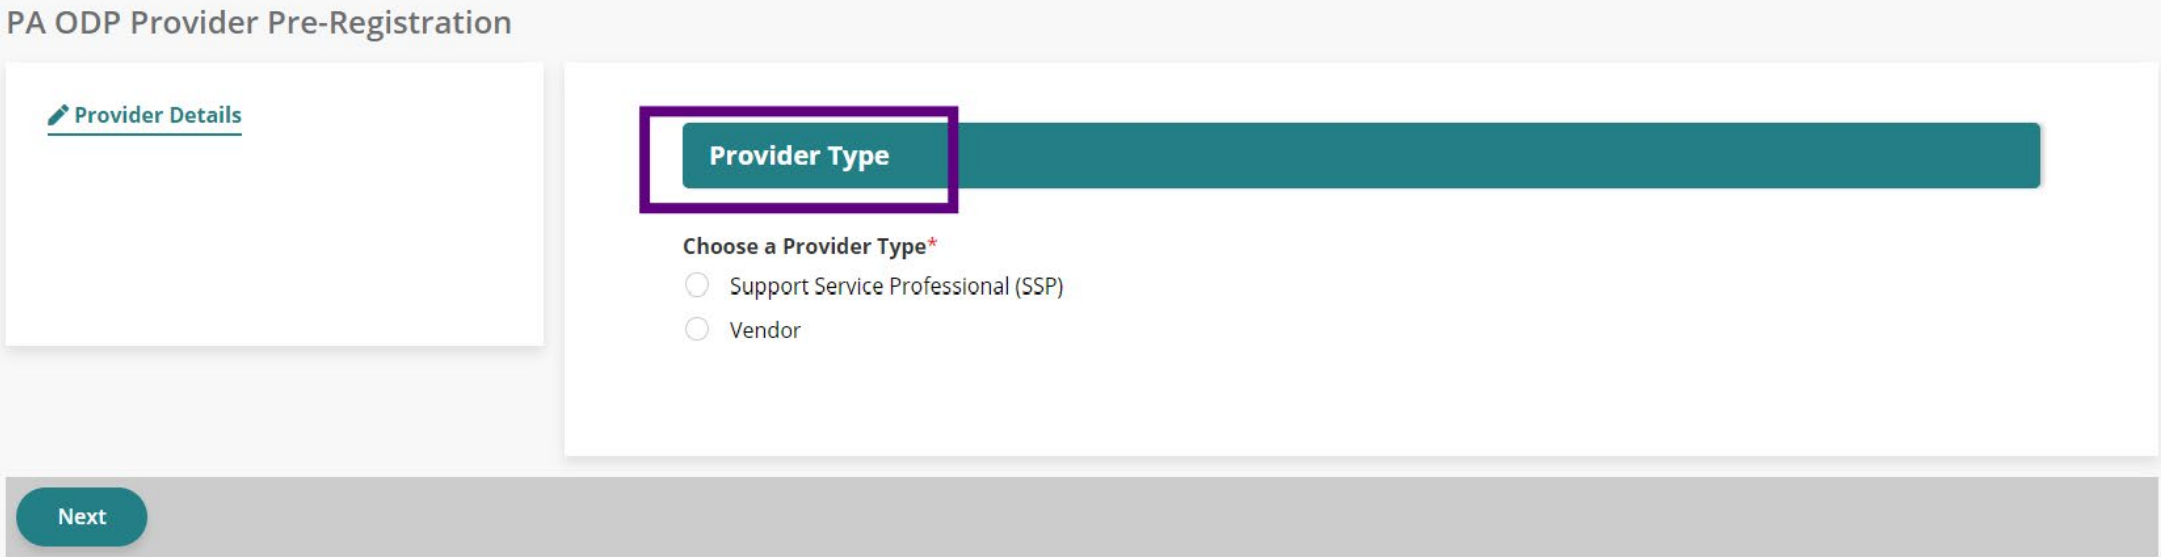 PA ODP Provider Pre-Registration
Provider Details
Provider Type
Choose a Provider Type*
Support Service Professional (SSP)
Vendor
Next